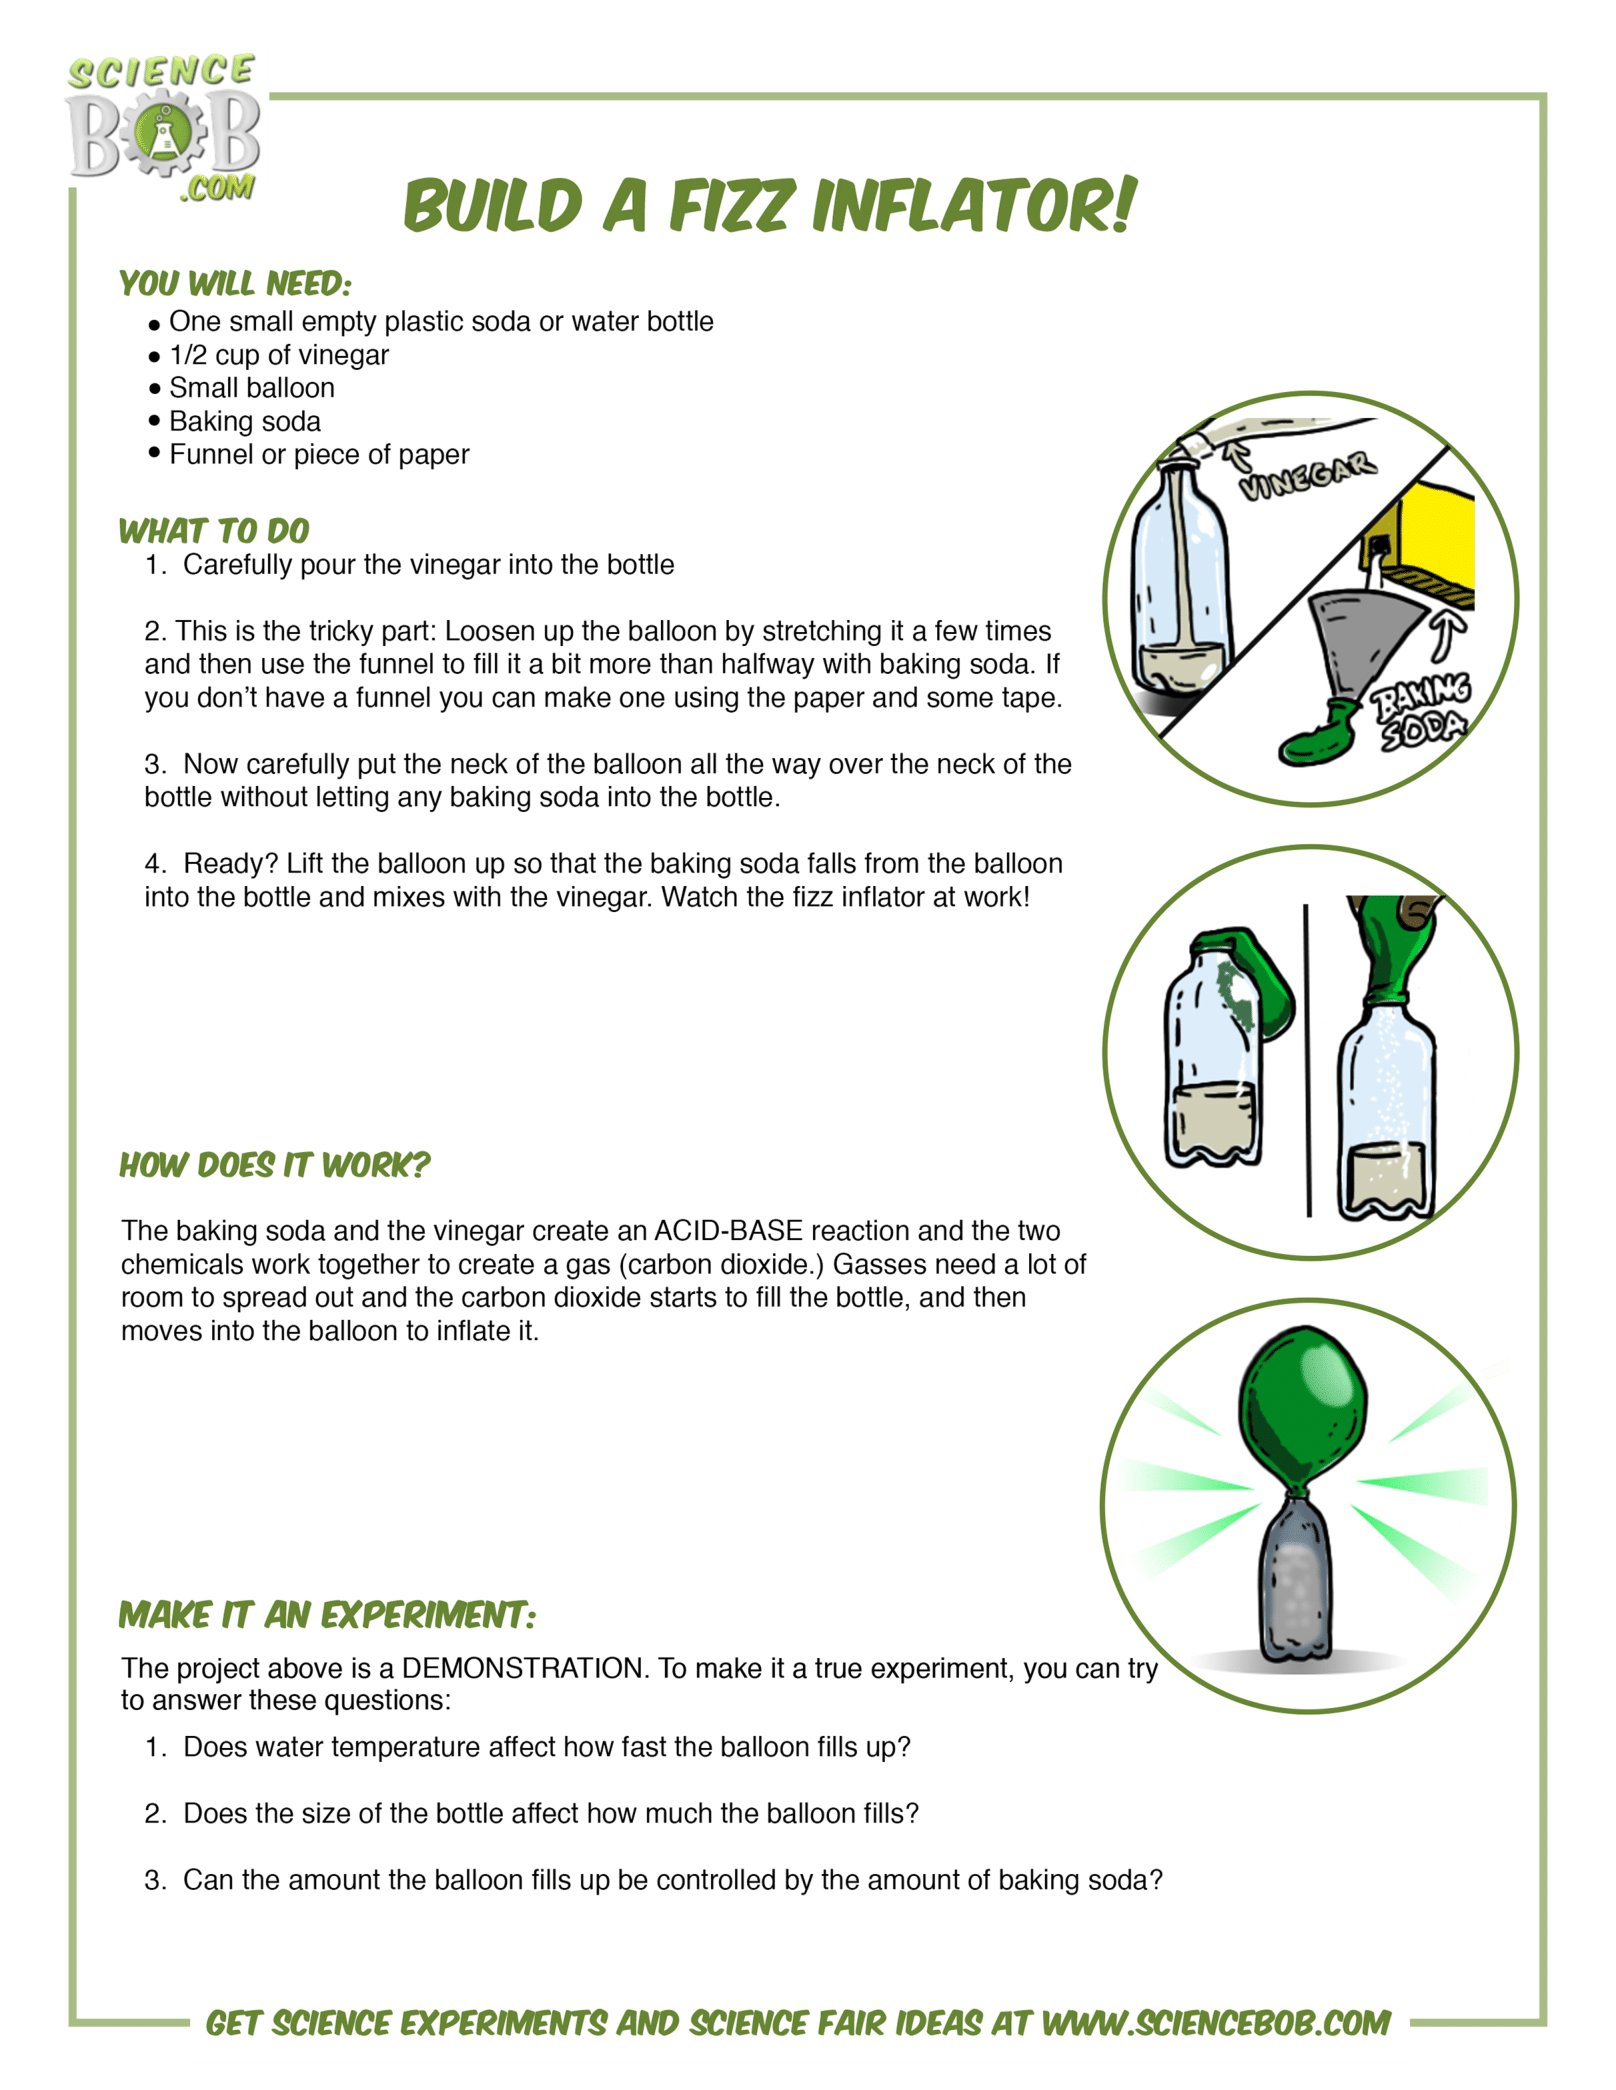 SCIENCE
BOB
.COM
BUILD A FIZZ INFLATOR!
YOU WILL NEED:
• One small empty plastic soda or water bottle
• 1/2 cup of vinegar
• Small balloon
• Baking soda
• Funnel or piece of paper
WHAT TO DO
1. Carefully pour the vinegar into the bottle
2. This is the tricky part: Loosen up the balloon by stretching it a few times
and then use the funnel to fill it a bit more than halfway with baking soda. If
you don’t have a funnel you can make one using the paper and some tape.
3. Now carefully put the neck of the balloon all the way over the neck of the
bottle without letting any baking soda into the bottle.
4. Ready? Lift the balloon up so that the baking soda falls from the balloon
into the bottle and mixes with the vinegar. Watch the fizz inflator at work!
VINEGAR
BAKING
SODA
HOW DOES IT WORK?
The baking soda and the vinegar create an ACID-BASE reaction and the two
chemicals work together to create a gas (carbon dioxide.) Gasses need a lot of
room to spread out and the carbon dioxide starts to fill the bottle, and then
moves into the balloon to inflate it.
MAKE IT AN EXPERIMENT:
The project above is a DEMONSTRATION. To make it a true experiment, you can try
to answer these questions:
1. Does water temperature affect how fast the balloon fills up?
2. Does the size of the bottle affect how much the balloon fills?
3. Can the amount the balloon fills up be controlled by the amount of baking soda?
GET SCIENCE EXPERIMENTS AND SCIENCE FAIR IDEAS AT WWW.SCIENCEBOB.COM